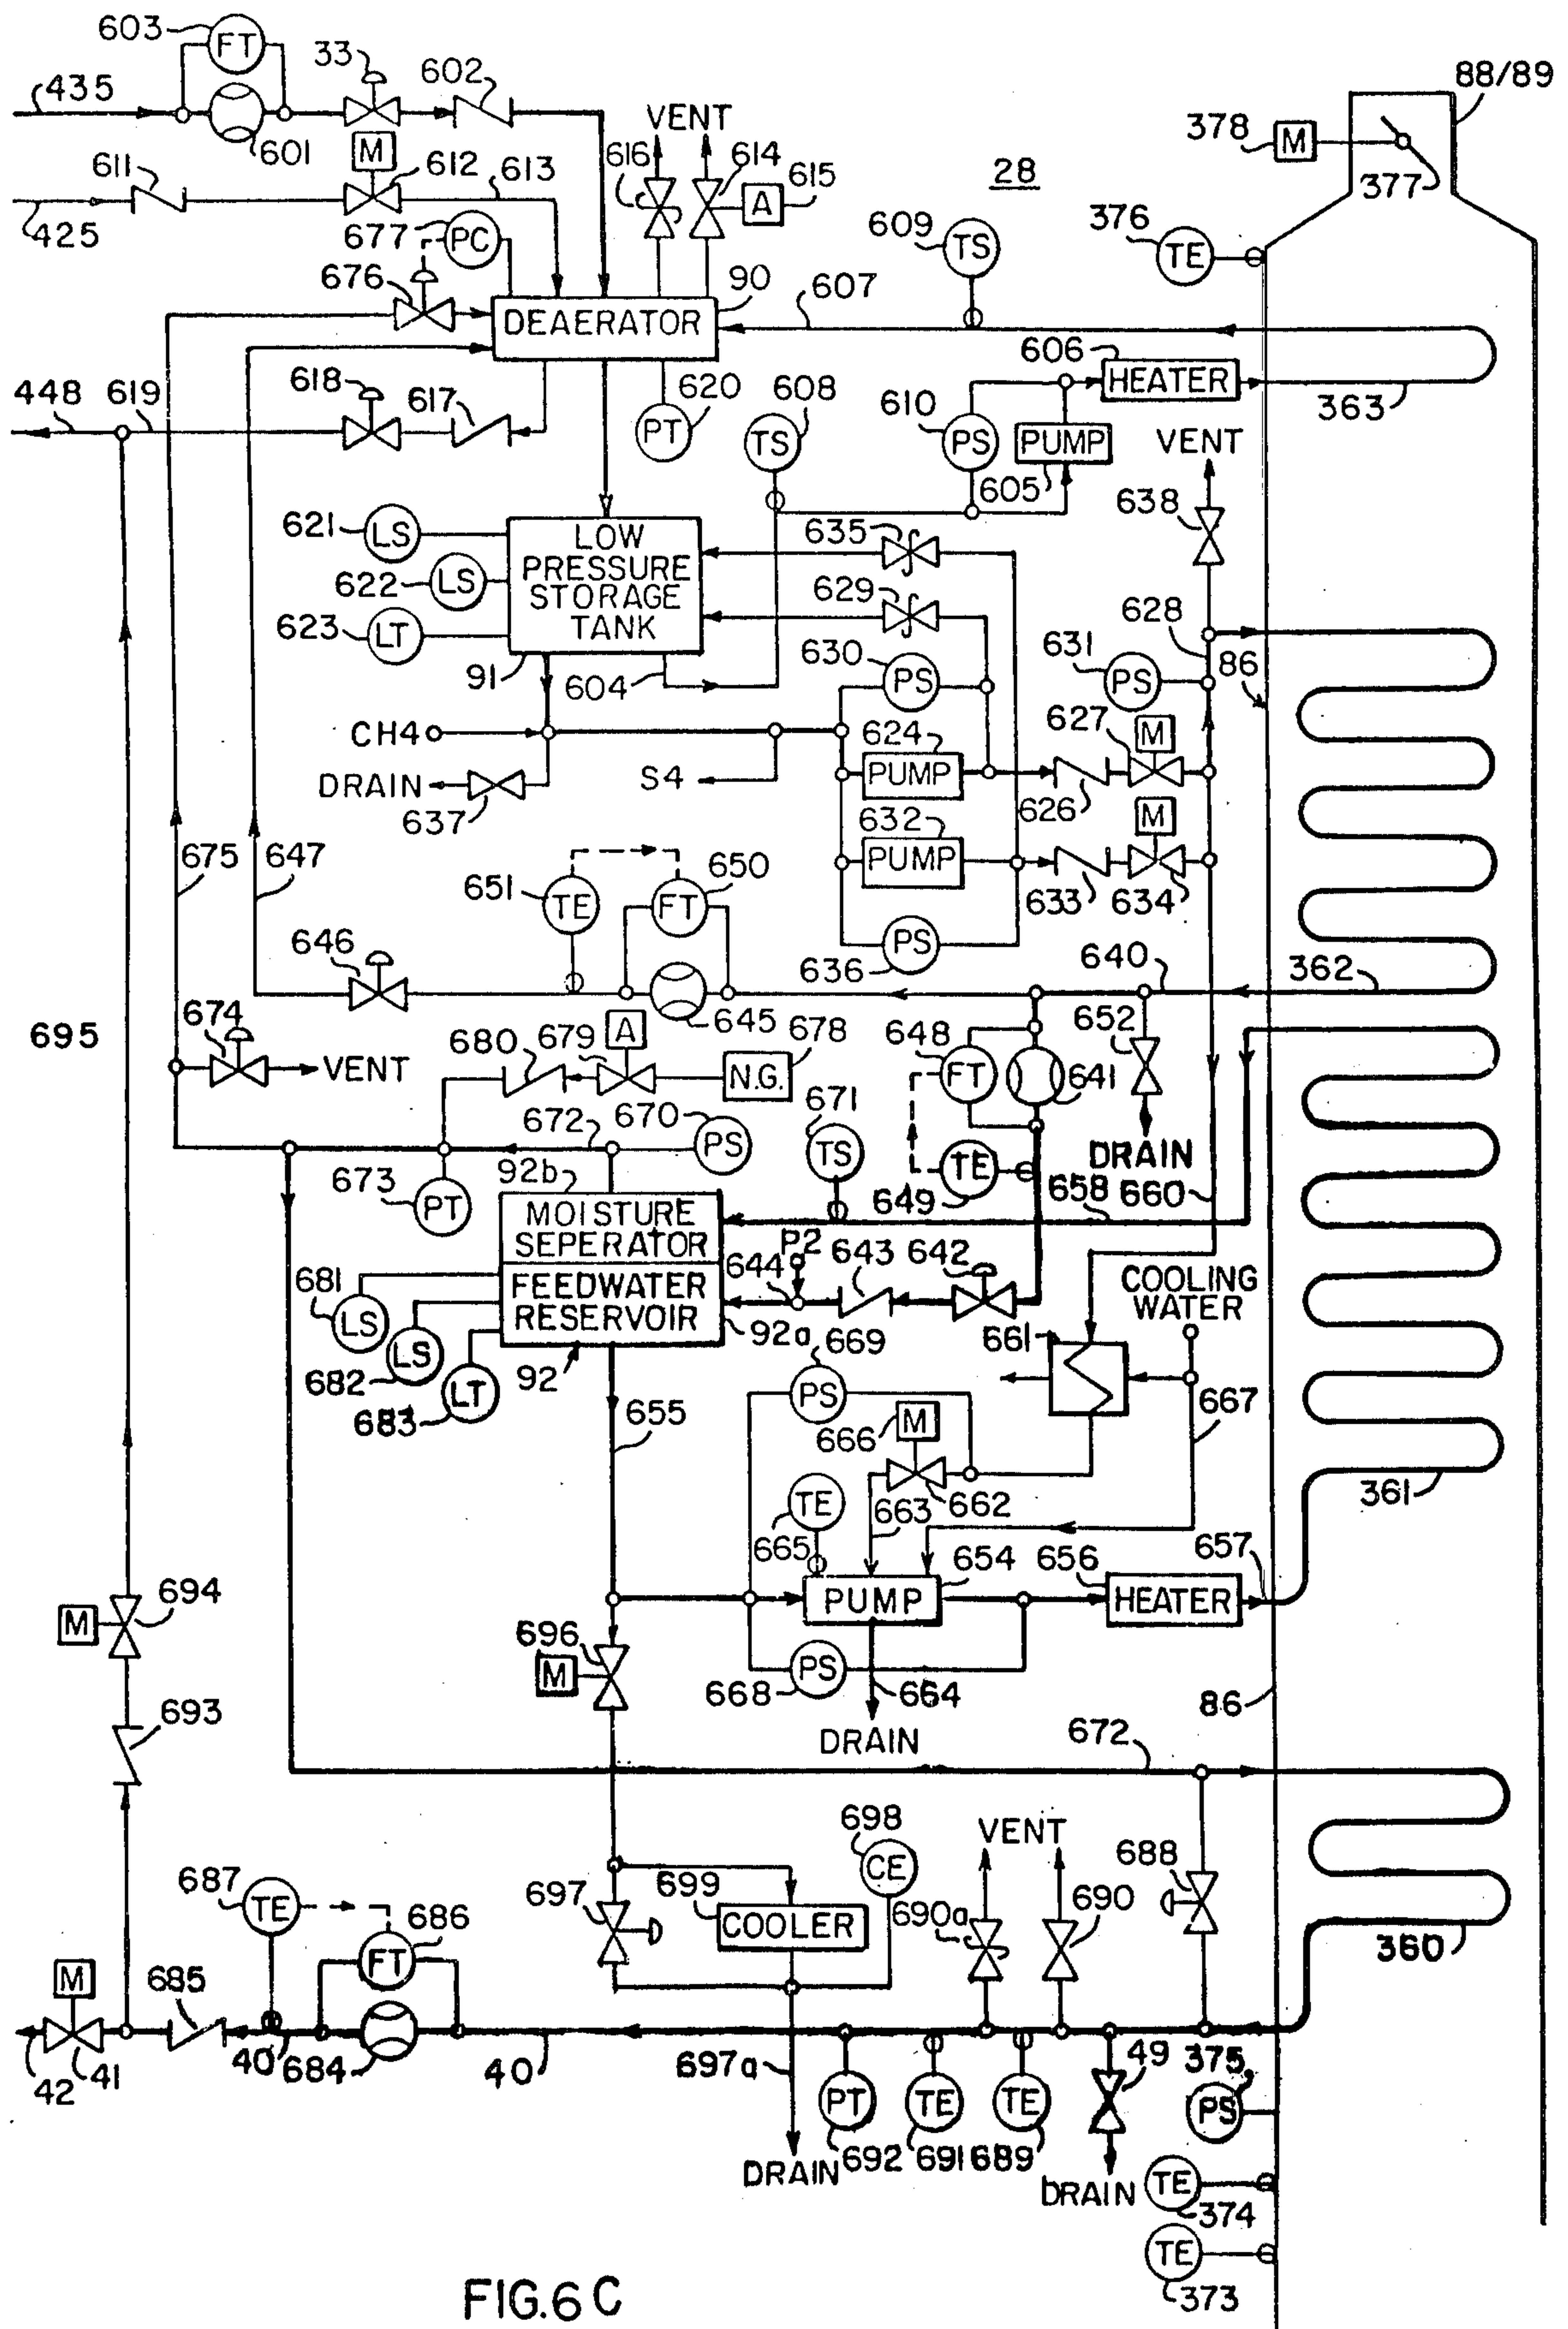 603
FT
33
602
88/89
435
VENT
378
M
601
M
616
614
28
611
612
613
A
615
377
425
677
PC
609
TS
376
TE
676
90
607
DEAERATOR
606
HEATER
448
619
618
617
620
608
610
363
PT
TS
PS
PUMP
VENT
605
638
621
LS
LOW
PRESSURE
STORAGE
TANK
635
622
LS
629
628
623
LT
630
631
91
604
PS
PS
86
CH4
624
627
M
DRAIN
S4
PUMP
637
632
626
M
675
647
PUMP
651
TE
650
FT
633
634
646
PS
636
640
362
645
674
695
VENT
680
679
A
678
N.G.
648
FT
652
641
672
670
PS
671
TS
DRAIN
673
PT
92b
TE
649
658
660
MOISTURE
SEPERATOR
P2
644
643
642
COOLING
WATER
681
LS
FEEDWATER
RESERVOIR
92a
661
682
LS
92
669
683
LT
PS
667
655
666
M
361
TE
662
663
665
654
656
657
694
M
PUMP
HEATER
696
M
PS
668
664
693
DRAIN
86
672
698
CE
VENT
688
687
TE
697
699
COOLER
690a
690
686
FT
360
M
685
42
41
40
684
40
697a
49
375
PT
TE
TE
PS
692
691
689
DRAIN
DRAIN
TE
374
TE
373
FIG.6C